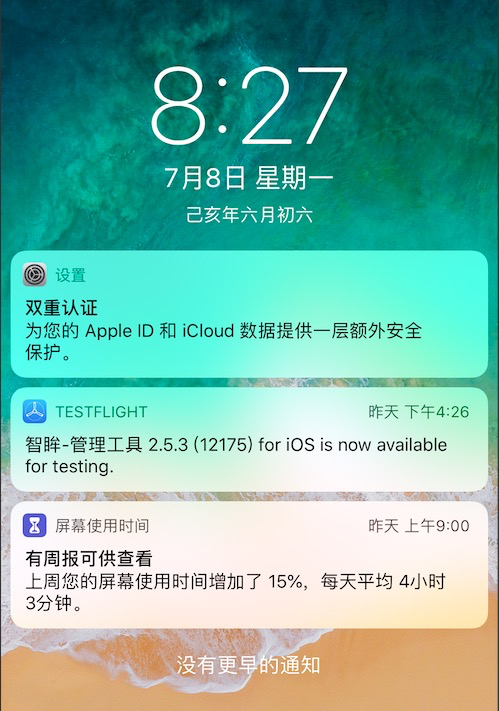 8:27
7月8日 星期一
己亥年六月初六
设置
双重认证
为您的 Apple ID 和 iCloud 数据提供一层额外安全
保护。
TESTFLIGHT 昨天 下午4:26
智眸-管理工具 2.5.3 (12175) for iOS is now available
for testing.
屏幕使用时间 昨天 上午9:00
有周报可供查看
上周您的屏幕使用时间增加了 15%，每天平均 4小时
3分钟。
没有更早的通知